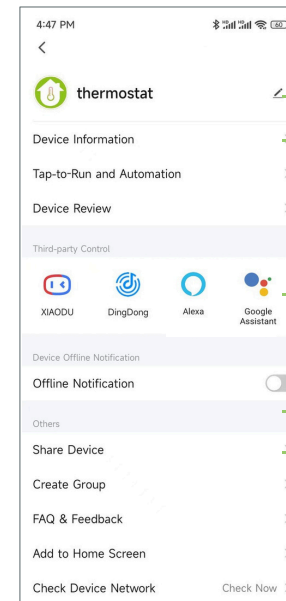 4:47 PM
60
thermostat
Device Information
Tap-to-Run and Automation
Device Review
Third-party Control
XIAODU
DingDong
Alexa
Google
Assistant
Device Offline Notification
Offline Notification
Others
Share Device
Create Group
FAQ & Feedback
Add to Home Screen
Check Device Network
Check Now